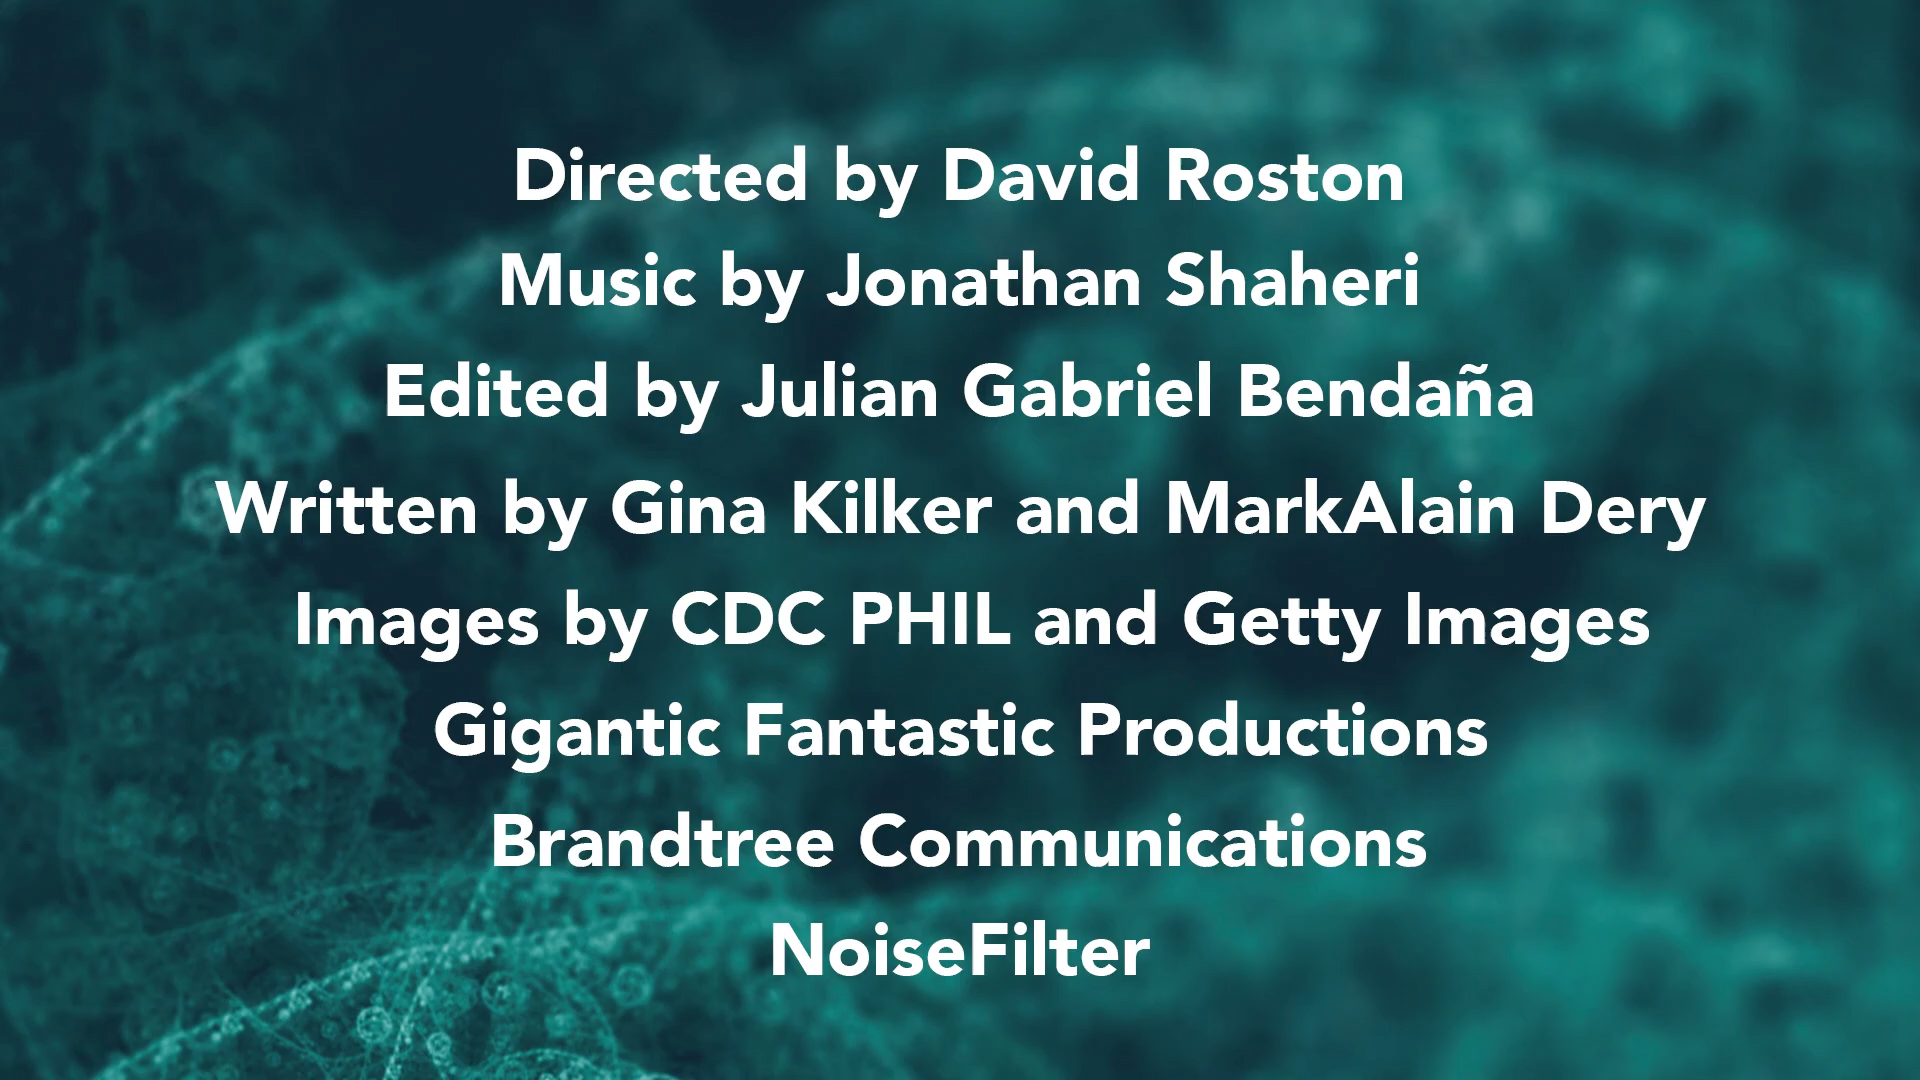 Directed by David Roston
Music by Jonathan Shaheri
Edited by Julian Gabriel Bendaña
Written by Gina Kilker and MarkAlain Dery
Images by CDC PHIL and Getty Images
Gigantic Fantastic Productions
Brandtree Communications
NoiseFilter